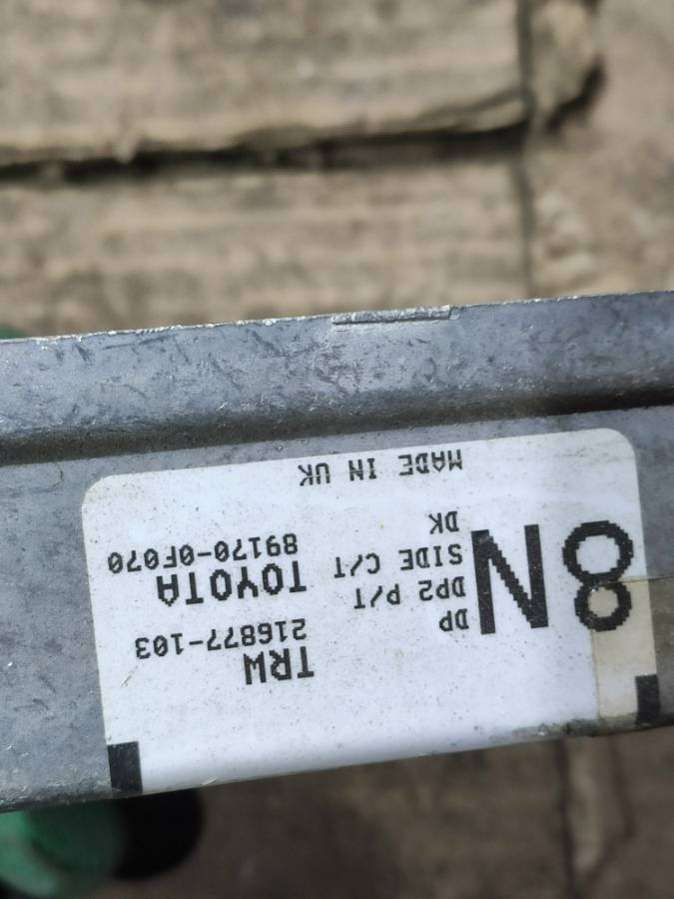 8N
DP
DP2 P/T
SIDE C/T
DK
TRW
216877-103
TOYOTA
89170-0F070
MADE IN UK